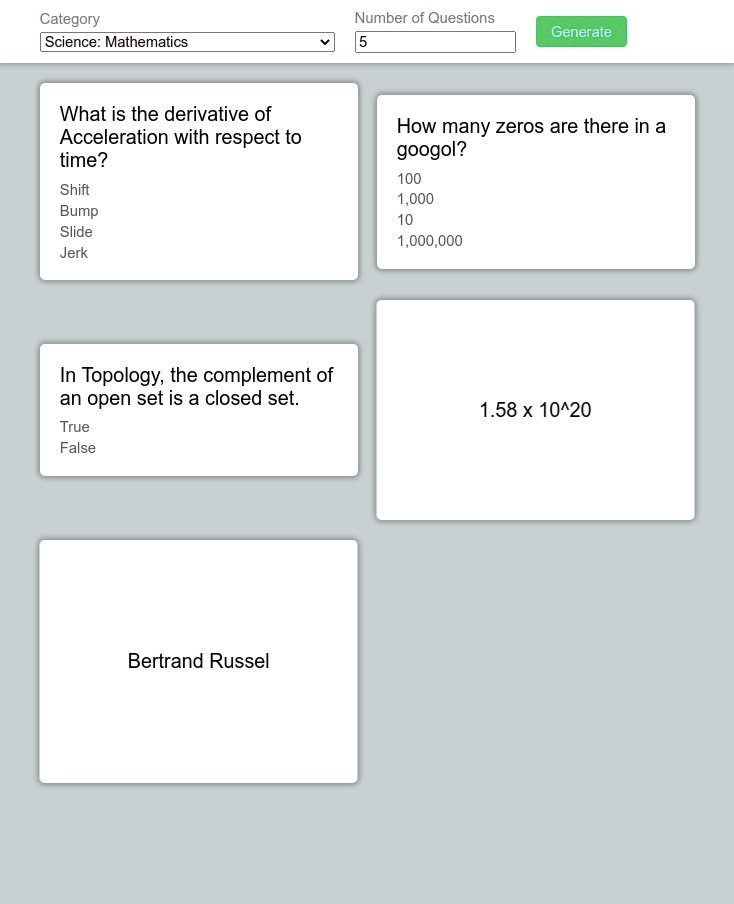 Category
Number of Questions
Science: Mathematics
5
Generate
What is the derivative of
Acceleration with respect to
time?
Shift
Bump
Slide
Jerk
How many zeros are there in a
googol?
100
1,000
10
1,000,000
In Topology, the complement of
an open set is a closed set.
True
False
1.58 x 10^20
Bertrand Russel